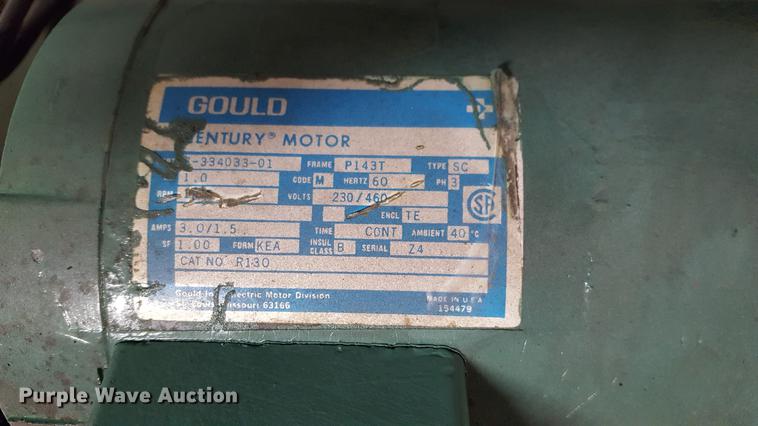 GOULD
CENTURY® MOTOR
-334033-01 FRAME P143T TYPE SC
1.0 CODE M HERTZ 60 PH 3
RPM VOLTS 230/460
ENCL TE
AMPS 3.0/1.5 TIME CONT AMBIENT 40 °C
SF 1.00 FORM KEA INSUL CLASS B SERIAL Z4
CAT NO R130
Gould Electric Motor Division
Missouri 63166
MADE IN U.S.A
154479
Purple Wave Auction